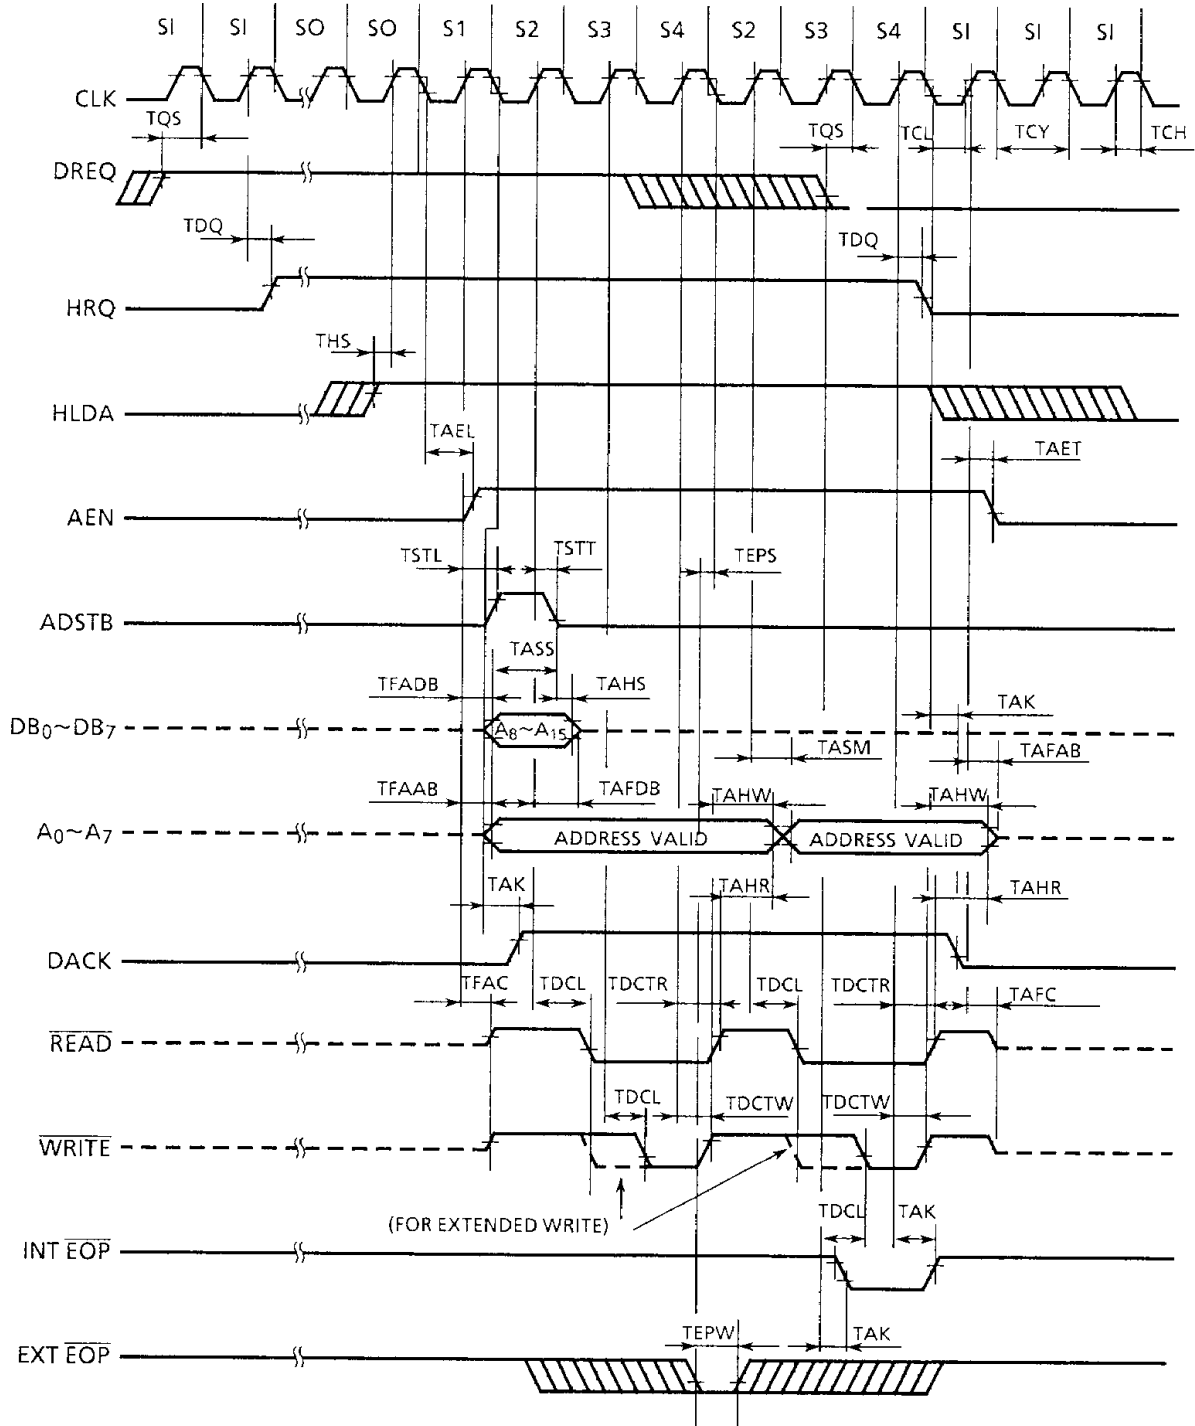 SI SI SO SO S1 S2 S3 S4 S2 S3 S4 SI SI SI
CLK
TQS TQS TCL TCY TCH
DREQ
TDQ TDQ
HRQ
THS
HLDA
TAEL TAET
AEN
TSTL TSTT TEPS
ADSTB
TASS
TFADB TAHS TAK
DB0~DB7 A8~A15
TASM TAFAB
TFAAB TAFDB TAHW TAHW
A0~A7 ADDRESS VALID ADDRESS VALID
TAK TAHR TAHR
DACK
TFAC TDCL TDCTR TDCL TDCTR TAFC
READ
TDCL TDCTW TDCTW
WRITE
(FOR EXTENDED WRITE) TDCL TAK
INT EOP
TEPW TAK
EXT EOP